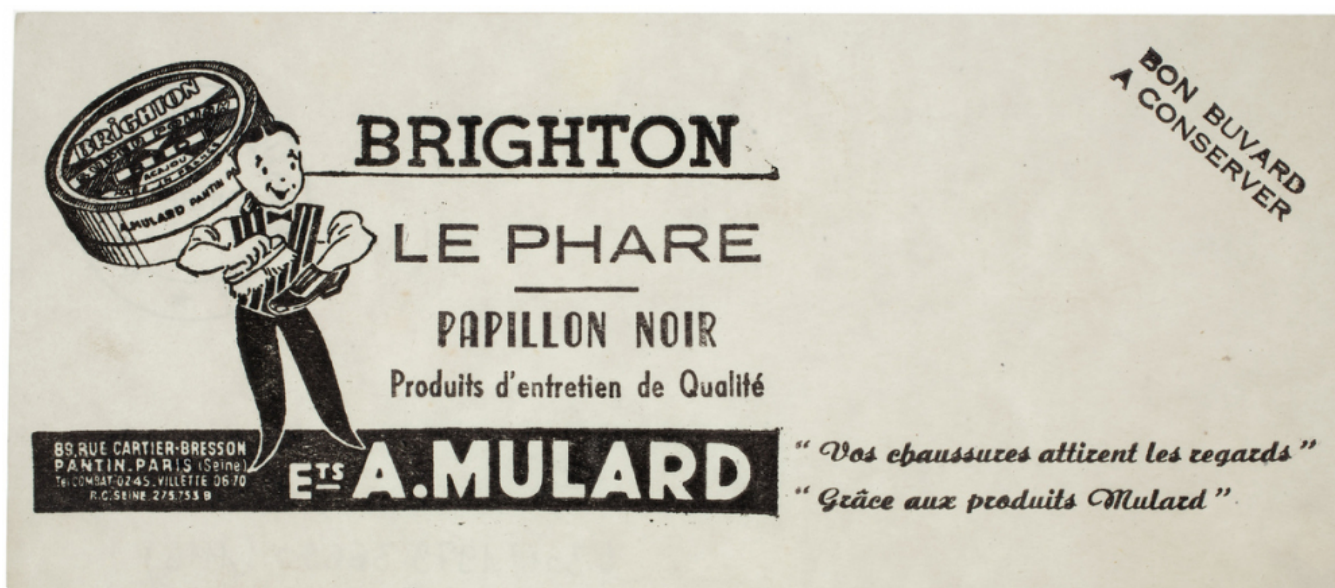 BRIGHTON
ACAJOU
A.MULARD PANTIN
BRIGHTON
LE PHARE
PAPILLON NOIR
Produits d'entretien de Qualité
89, RUE CARTIER-BRESSON
PANTIN.PARIS (Seine)
Tel. COMBAT 02.45. VILLETTE 06.70
R.C. SEINE 275.753 B
ETS A.MULARD
“ Vos chaussures attirent les regards ”
“ Grâce aux produits Mulard ”
BON BUVARD
A CONSERVER